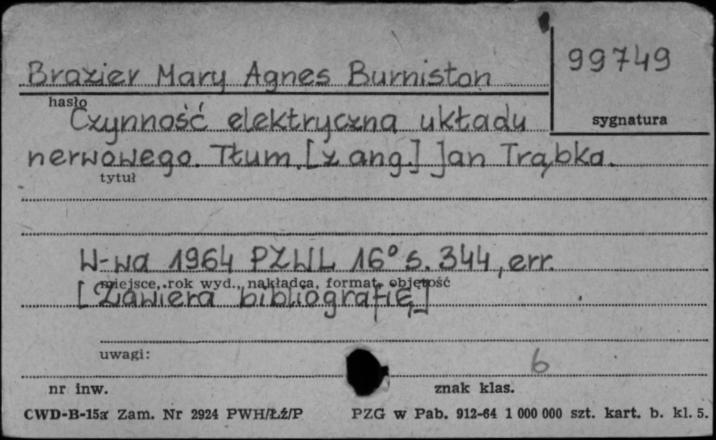 Brazier Mary Agnes Burniston
99749
hasło
sygnatura
Czynność elektryczna układu
nerwowego. Tłum. [z ang.] Jan Trąbka.
tytuł
W-wa 1964 PZWL 16° s. 344, err.
miejsce, rok wyd., nakładca, format, objętość
[Zawiera bibliografię]
uwagi:
6
nr inw.
znak klas.
CWD-B-15a Zam. Nr 2924 PWH/Łź/P PZG w Pab. 912-64 1 000 000 szt. kart. b. kl. 5.